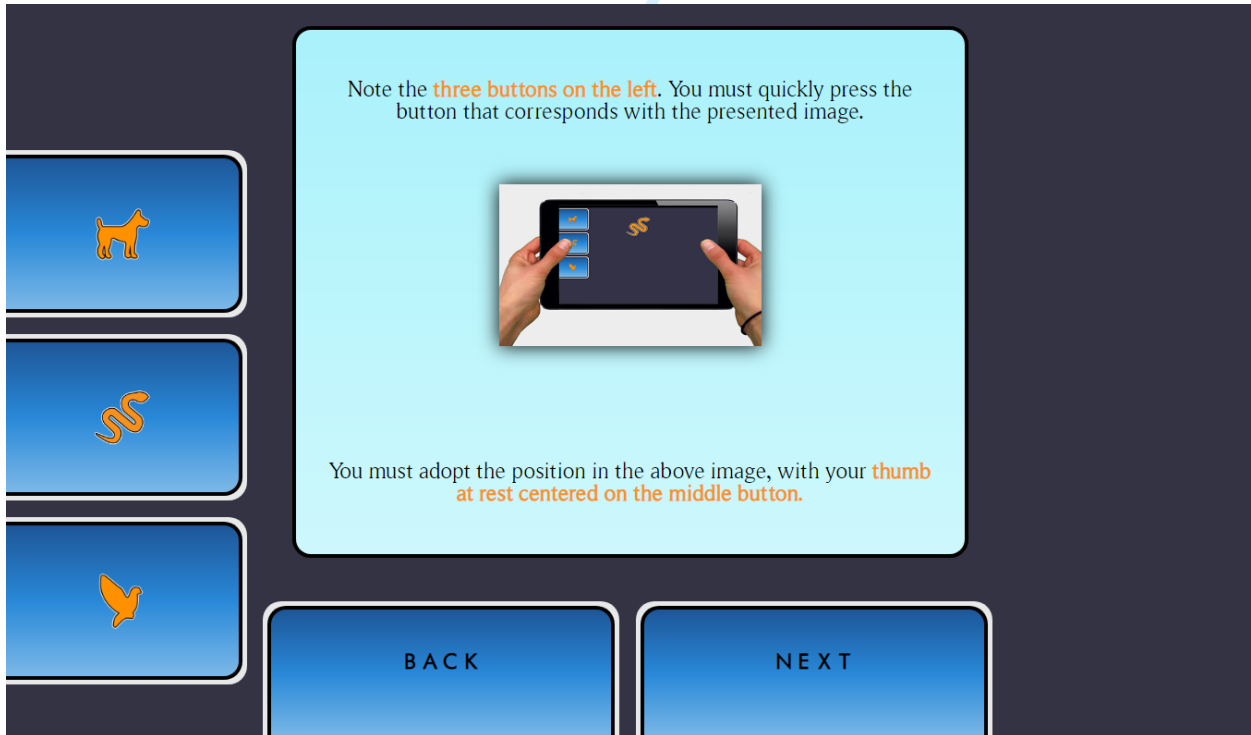 Note the three buttons on the left. You must quickly press the
button that corresponds with the presented image.
You must adopt the position in the above image, with your thumb
at rest centered on the middle button.
BACK
NEXT